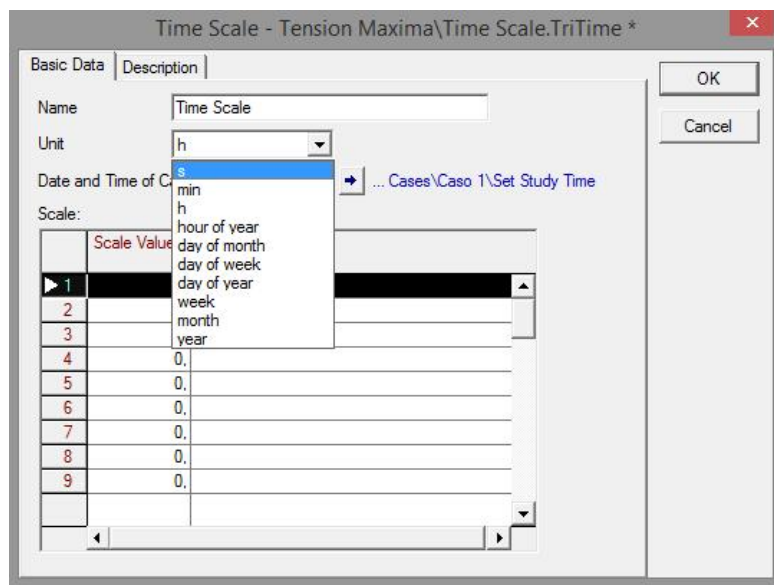 Time Scale - Tension Maxima\Time Scale.TriTime *
Basic Data Description
OK
Cancel
Name Time Scale
Unit h
Date and Time of C ... Cases\Caso 1\Set Study Time
Scale:
s
min
h
hour of year
day of month
day of week
day of year
week
month
year
Scale Value
1
2
3
4 0,
5 0,
6 0,
7 0,
8 0,
9 0,